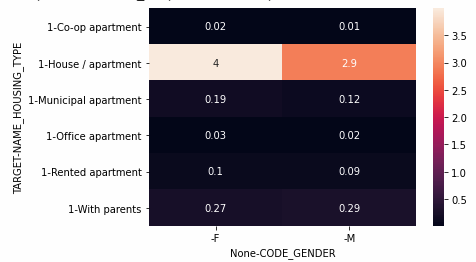 1-Co-op apartment 0.02 0.01
1-House / apartment 4 2.9
1-Municipal apartment 0.19 0.12
1-Office apartment 0.03 0.02
1-Rented apartment 0.1 0.09
1-With parents 0.27 0.29
-F -M
None-CODE_GENDER
TARGET-NAME_HOUSING_TYPE
3.5
3.0
2.5
2.0
1.5
1.0
0.5